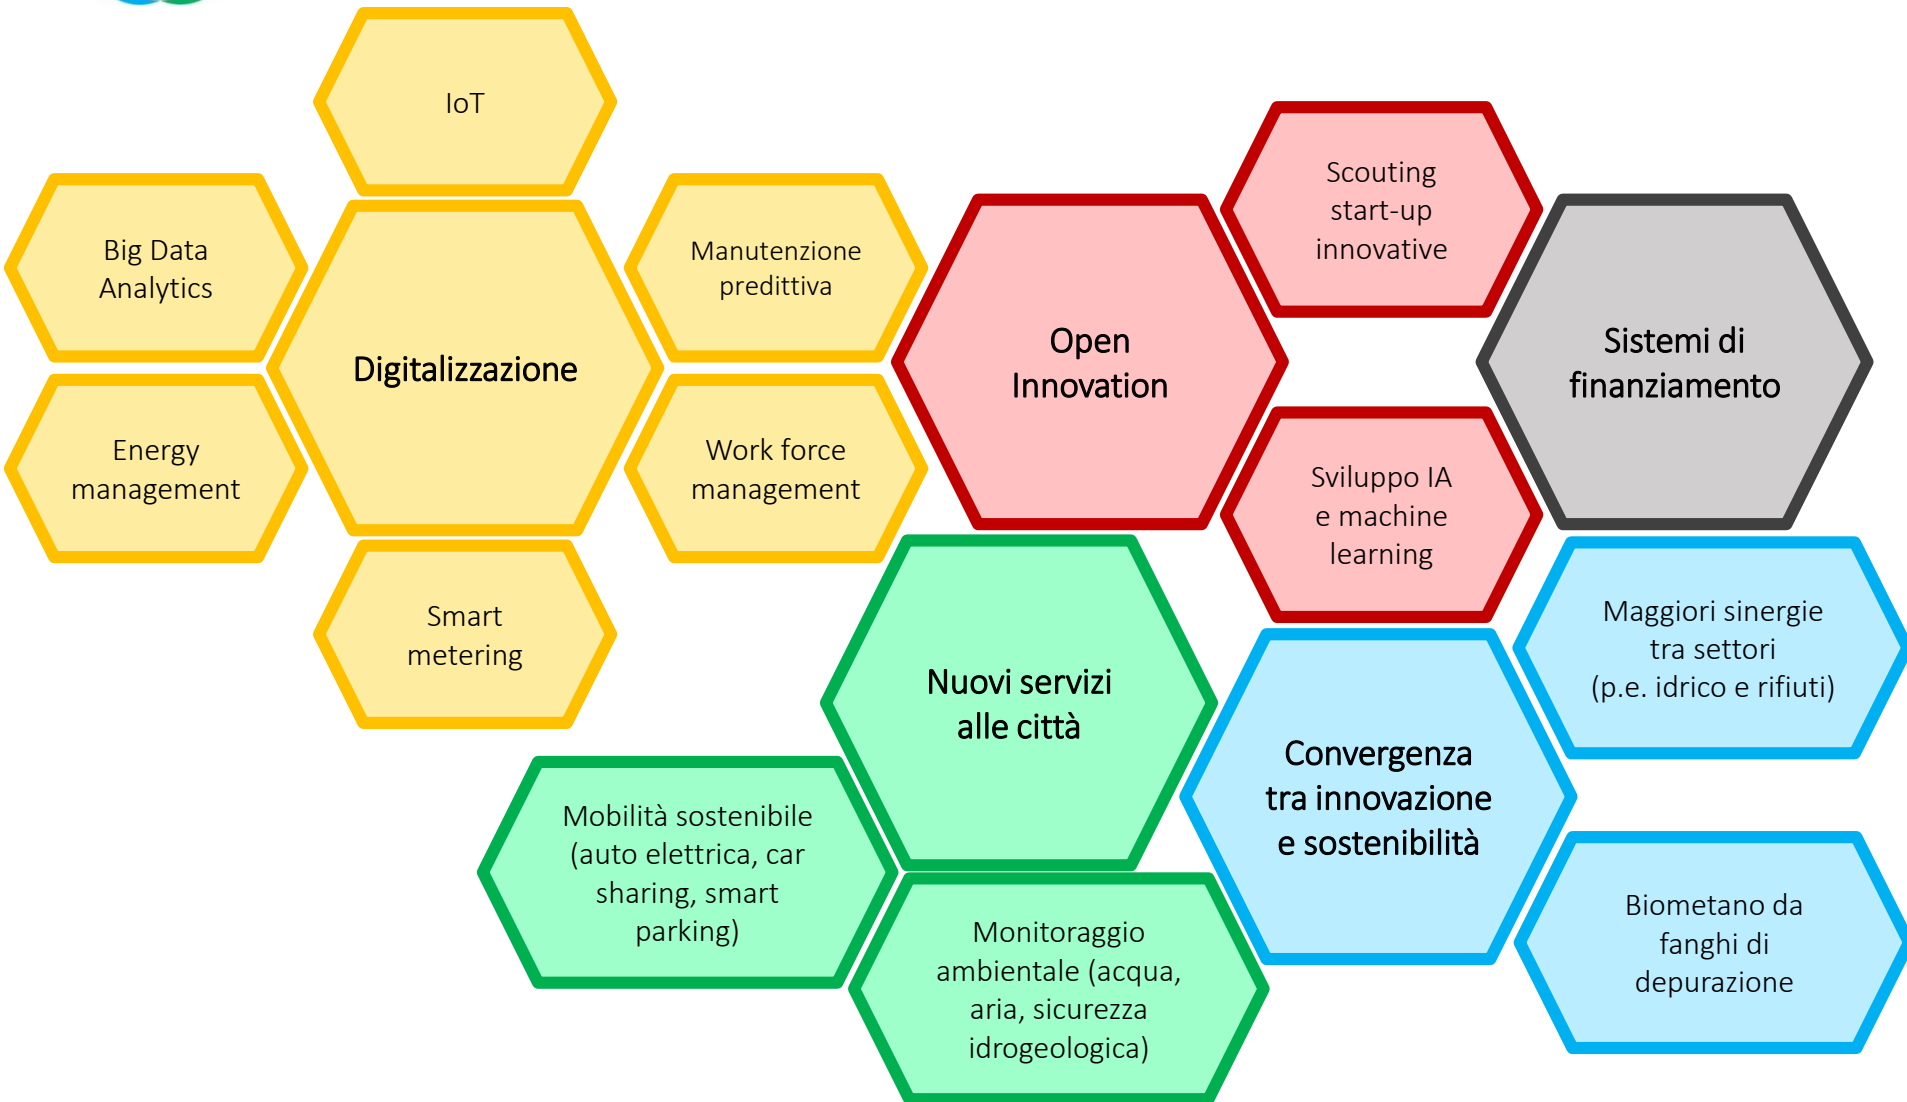 IoT
Big Data
Analytics
Manutenzione
predittiva
Digitalizzazione
Energy
management
Work force
management
Smart
metering
Open
Innovation
Scouting
start-up
innovative
Sviluppo IA
e machine
learning
Sistemi di
finanziamento
Nuovi servizi
alle città
Mobilità sostenibile
(auto elettrica, car
sharing, smart
parking)
Monitoraggio
ambientale (acqua,
aria, sicurezza
idrogeologica)
Convergenza
tra innovazione
e sostenibilità
Maggiori sinergie
tra settori
(p.e. idrico e rifiuti)
Biometano da
fanghi di
depurazione